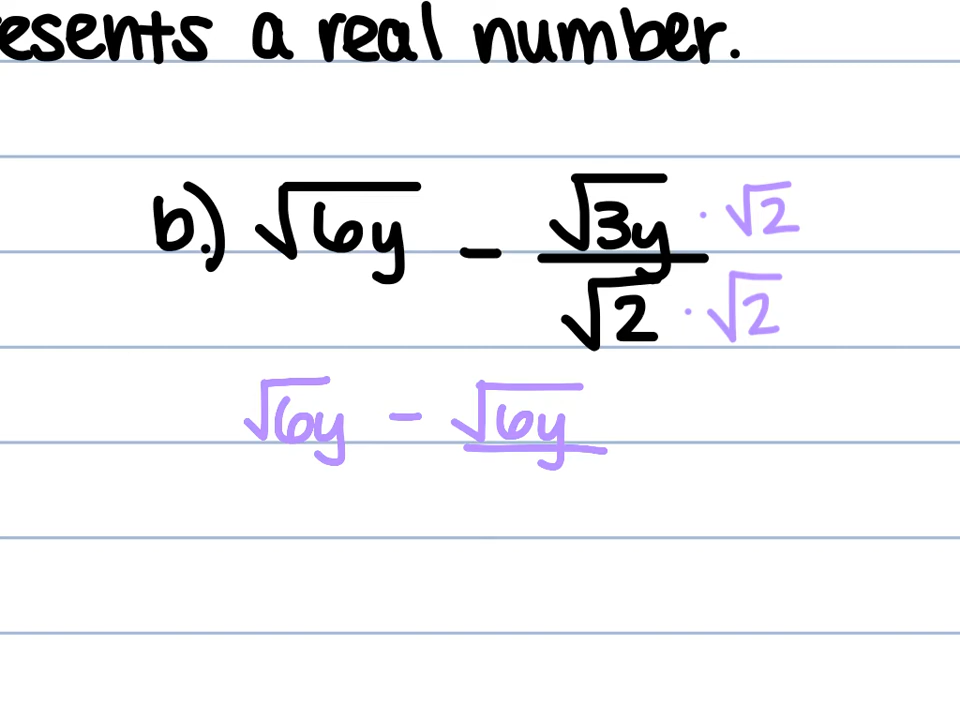 esents a real number.
b.) √6y - √3y/√2 · √2/√2
√6y - √6y